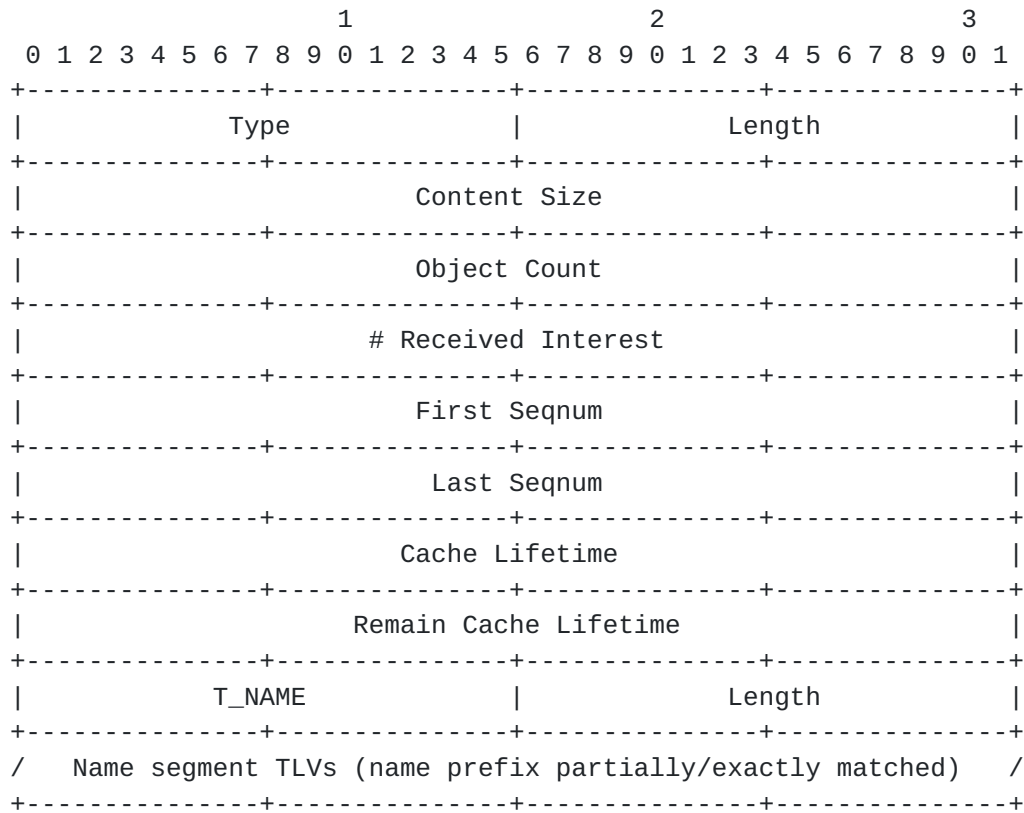 1                   2                   3
 0 1 2 3 4 5 6 7 8 9 0 1 2 3 4 5 6 7 8 9 0 1 2 3 4 5 6 7 8 9 0 1
+---------------+---------------+---------------+---------------+
|             Type              |             Length            |
+---------------+---------------+---------------+---------------+
|                         Content Size                          |
+---------------+---------------+---------------+---------------+
|                         Object Count                          |
+---------------+---------------+---------------+---------------+
|                      # Received Interest                      |
+---------------+---------------+---------------+---------------+
|                         First Seqnum                          |
+---------------+---------------+---------------+---------------+
|                          Last Seqnum                          |
+---------------+---------------+---------------+---------------+
|                        Cache Lifetime                         |
+---------------+---------------+---------------+---------------+
|                     Remain Cache Lifetime                     |
+---------------+---------------+---------------+---------------+
|            T_NAME             |             Length            |
+---------------+---------------+---------------+---------------+
/   Name segment TLVs (name prefix partially/exactly matched)   /
+---------------+---------------+---------------+---------------+